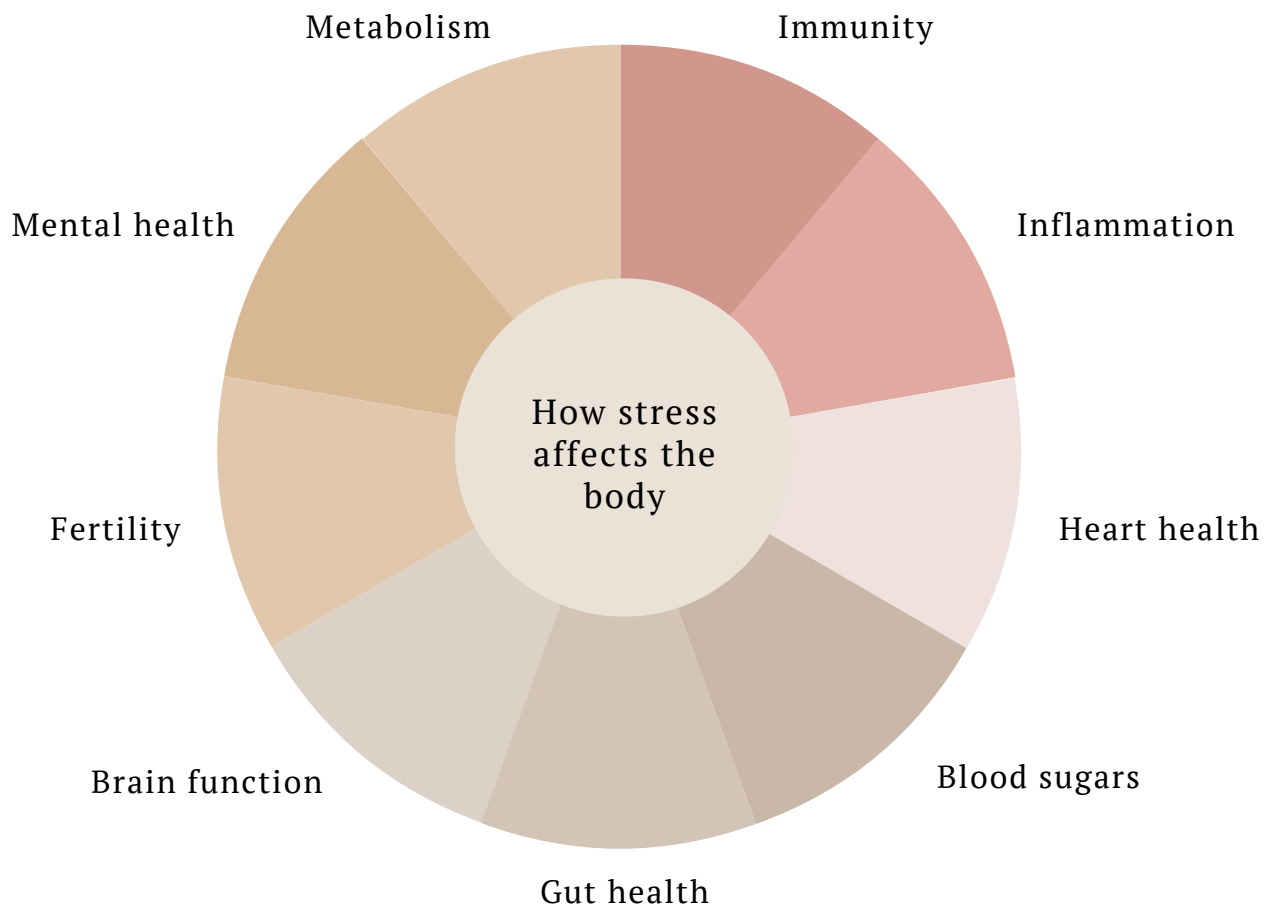 Metabolism
Immunity
Mental health
Inflammation
How stress
affects the
body
Fertility
Heart health
Brain function
Blood sugars
Gut health